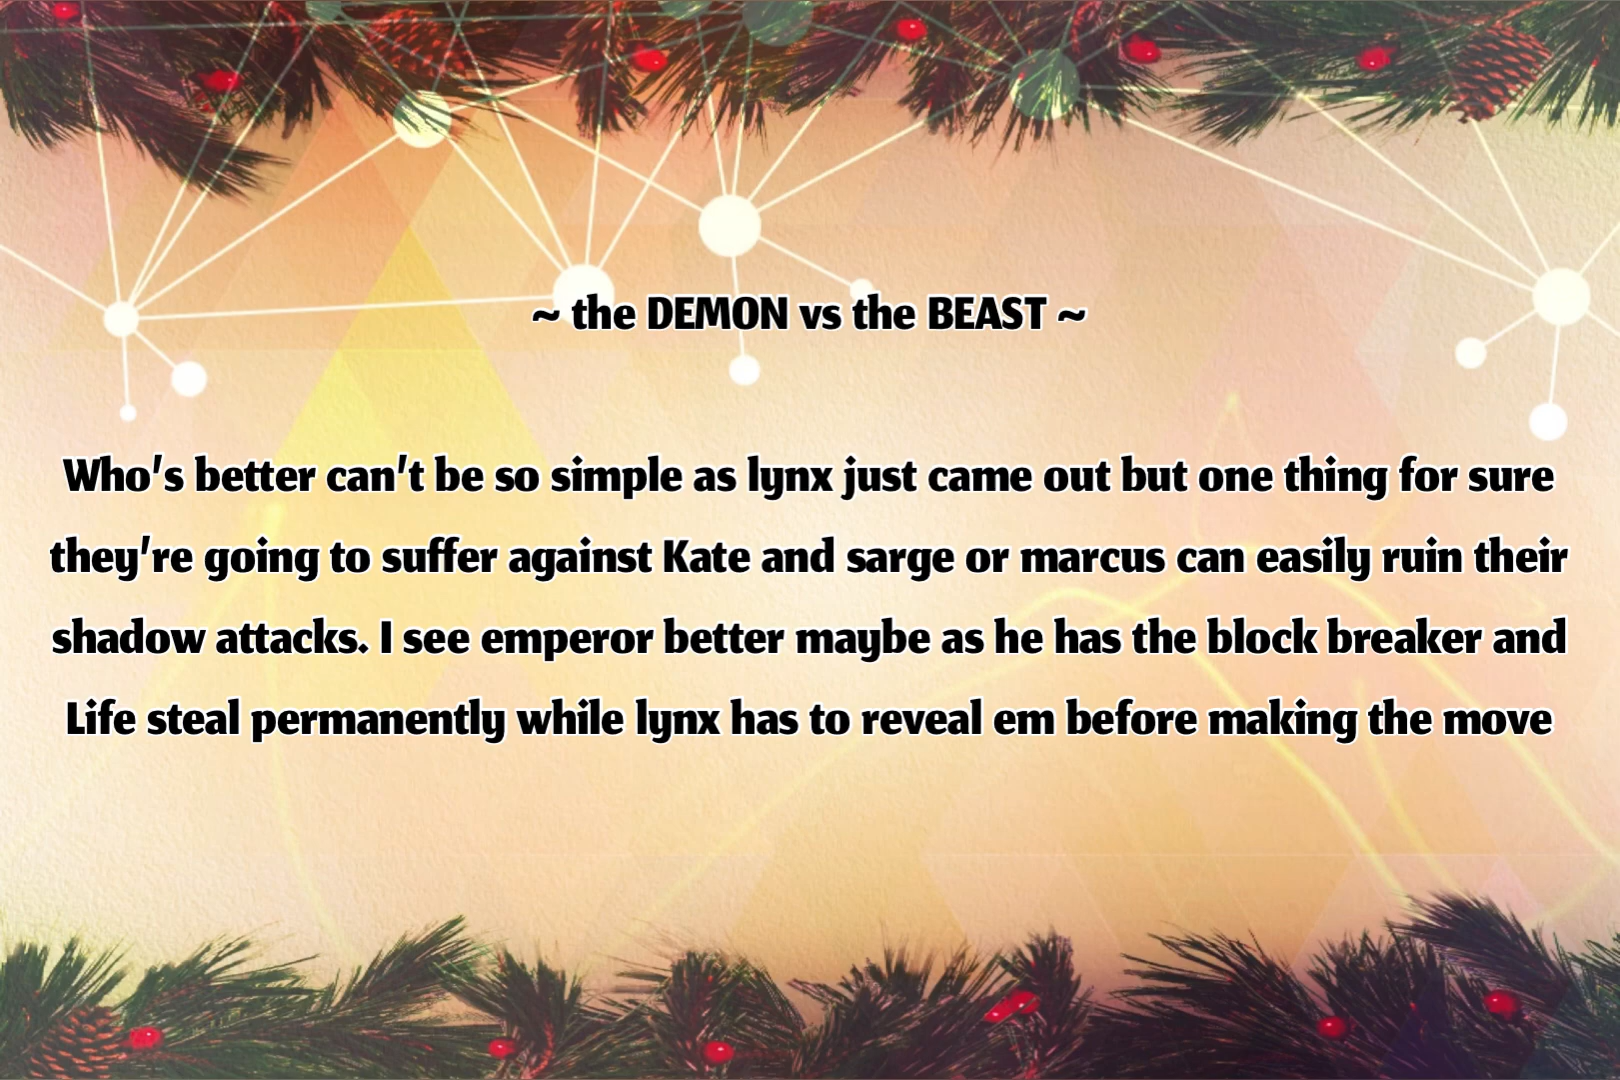 ~ the DEMON vs the BEAST ~
Who's better can't be so simple as lynx just came out but one thing for sure
they're going to suffer against Kate and sarge or marcus can easily ruin their
shadow attacks. I see emperor better maybe as he has the block breaker and
Life steal permanently while lynx has to reveal em before making the move